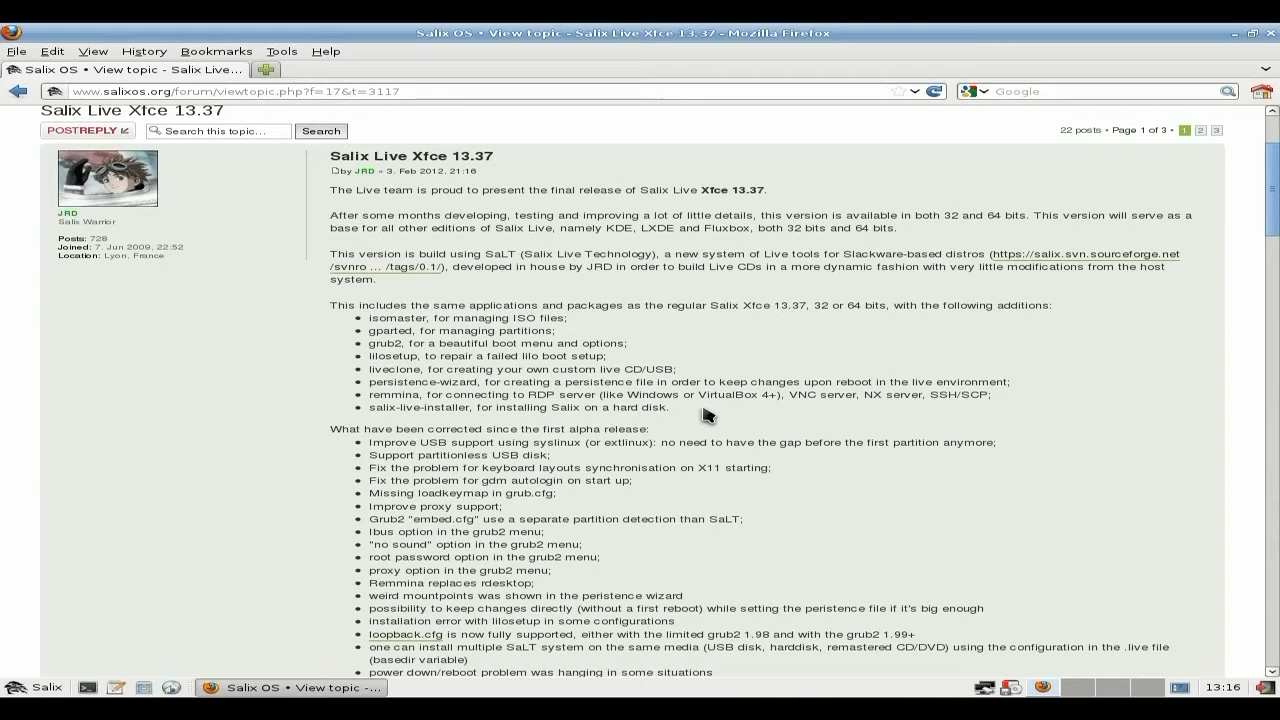 Salix OS • View topic - Salix Live Xfce 13.37 - Mozilla Firefox
File Edit View History Bookmarks Tools Help
Salix OS • View topic - Salix Live...
www.salixos.org/forum/viewtopic.php?f=17&t=3117
Google
Salix Live Xfce 13.37
POSTREPLY
Search this topic...
Search
22 posts • Page 1 of 3 • 1 2 3
JRD
Salix Warrior
Posts: 728
Joined: 7. Jun 2009, 22:52
Location: Lyon, France
Salix Live Xfce 13.37
by JRD » 3. Feb 2012, 21:16
The Live team is proud to present the final release of Salix Live Xfce 13.37.
After some months developing, testing and improving a lot of little details, this version is available in both 32 and 64 bits. This version will serve as a
base for all other editions of Salix Live, namely KDE, LXDE and Fluxbox, both 32 bits and 64 bits.
This version is build using SaLT (Salix Live Technology), a new system of Live tools for Slackware-based distros (https://salix.svn.sourceforge.net
/svnro ... /tags/0.1/), developed in house by JRD in order to build Live CDs in a more dynamic fashion with very little modifications from the host
system.
This includes the same applications and packages as the regular Salix Xfce 13.37, 32 or 64 bits, with the following additions:
• isomaster, for managing ISO files;
• gparted, for managing partitions;
• grub2, for a beautiful boot menu and options;
• lilosetup, to repair a failed lilo boot setup;
• liveclone, for creating your own custom live CD/USB;
• persistence-wizard, for creating a persistence file in order to keep changes upon reboot in the live environment;
• remmina, for connecting to RDP server (like Windows or VirtualBox 4+), VNC server, NX server, SSH/SCP;
• salix-live-installer, for installing Salix on a hard disk.
What have been corrected since the first alpha release:
• Improve USB support using syslinux (or extlinux): no need to have the gap before the first partition anymore;
• Support partitionless USB disk;
• Fix the problem for keyboard layouts synchronisation on X11 starting;
• Fix the problem for gdm autologin on start up;
• Missing loadkeymap in grub.cfg;
• Improve proxy support;
• Grub2 "embed.cfg" use a separate partition detection than SaLT;
• Ibus option in the grub2 menu;
• "no sound" option in the grub2 menu;
• root password option in the grub2 menu;
• proxy option in the grub2 menu;
• Remmina replaces rdesktop;
• weird mountpoints was shown in the peristence wizard
• possibility to keep changes directly (without a first reboot) while setting the peristence file if it's big enough
• installation error with lilosetup in some configurations
• loopback.cfg is now fully supported, either with the limited grub2 1.98 and with the grub2 1.99+
• one can install multiple SaLT system on the same media (USB disk, harddisk, remastered CD/DVD) using the configuration in the .live file
(basedir variable)
• power down/reboot problem was hanging in some situations
Salix
Salix OS • View topic -...
13:16